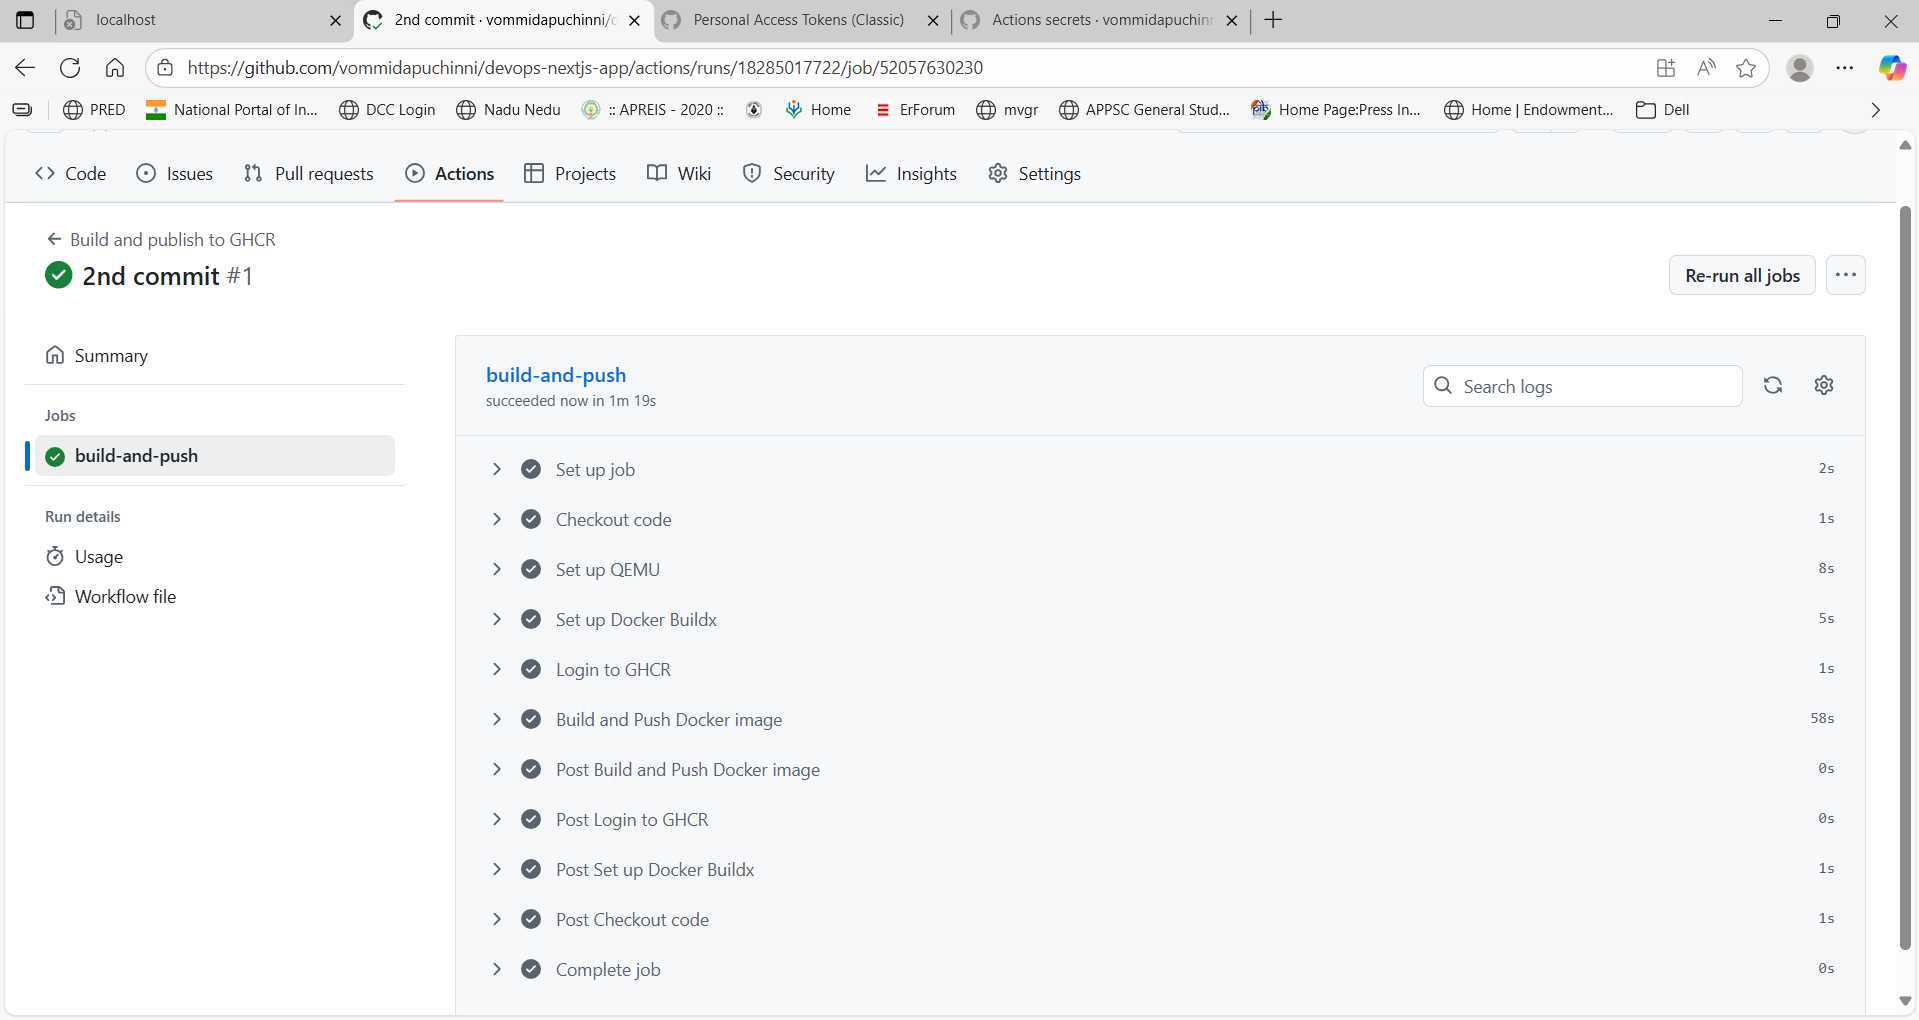 localhost
2nd commit · vommidapuchinni/d
Personal Access Tokens (Classic)
Actions secrets · vommidapuchinn
https://github.com/vommidapuchinni/devops-nextjs-app/actions/runs/18285017722/job/52057630230
PRED
National Portal of In...
DCC Login
Nadu Nedu
:: APREIS - 2020 ::
Home
ErForum
mvgr
APPSC General Stud...
Home Page:Press In...
Home | Endowment...
Dell
Code
Issues
Pull requests
Actions
Projects
Wiki
Security
Insights
Settings
Build and publish to GHCR
2nd commit #1
Re-run all jobs
Summary
Jobs
build-and-push
Run details
Usage
Workflow file
build-and-push
succeeded now in 1m 19s
Search logs
Set up job 2s
Checkout code 1s
Set up QEMU 8s
Set up Docker Buildx 5s
Login to GHCR 1s
Build and Push Docker image 58s
Post Build and Push Docker image 0s
Post Login to GHCR 0s
Post Set up Docker Buildx 1s
Post Checkout code 1s
Complete job 0s